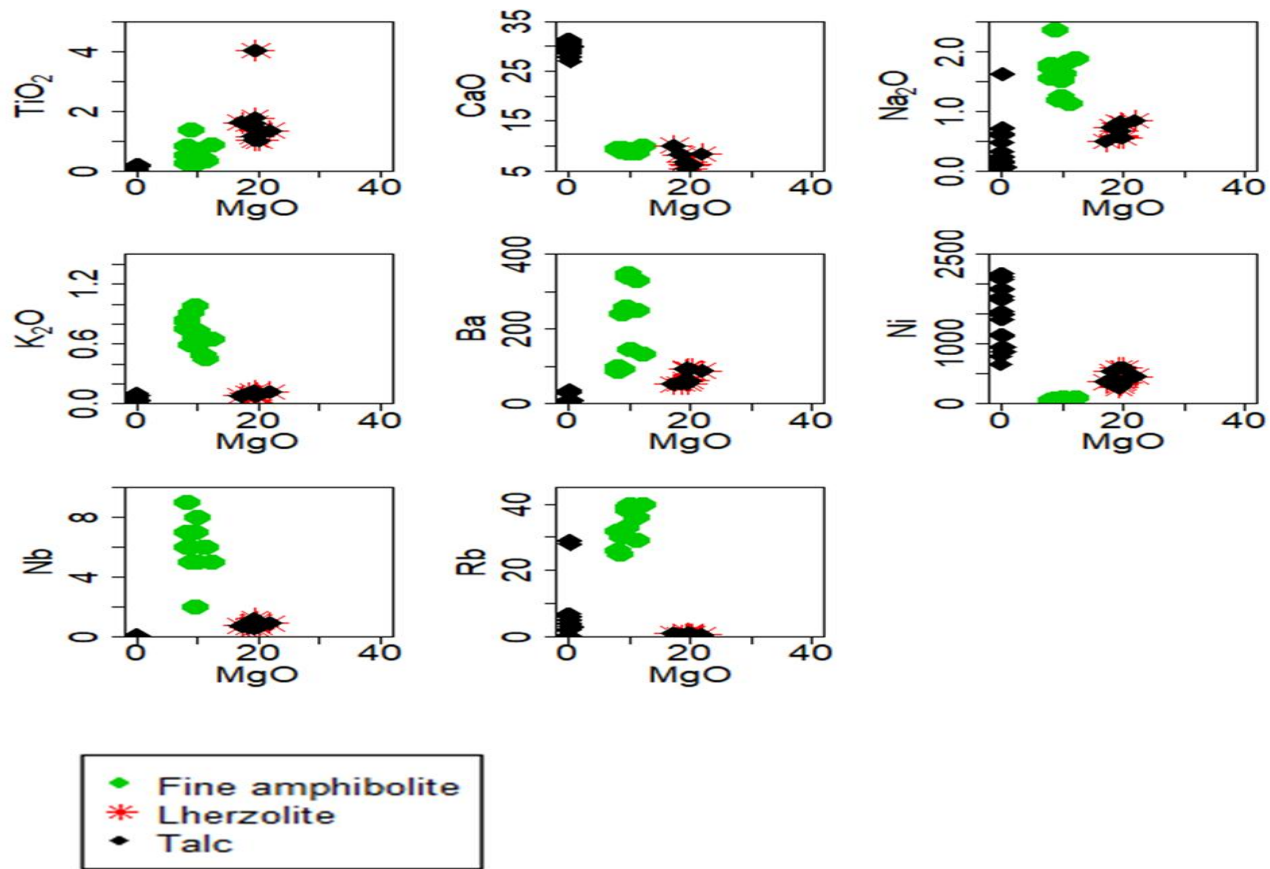 TiO2
0 2 4
0 20 40
MgO
CaO
5 15 25 35
0 20 40
MgO
Na2O
0.0 1.0 2.0
0 20 40
MgO
K2O
0.0 0.6 1.2
0 20 40
MgO
Ba
0 200 400
0 20 40
MgO
Ni
0 1000 2500
0 20 40
MgO
Nb
0 4 8
0 20 40
MgO
Rb
0 20 40
0 20 40
MgO
Fine amphibolite
Lherzolite
Talc